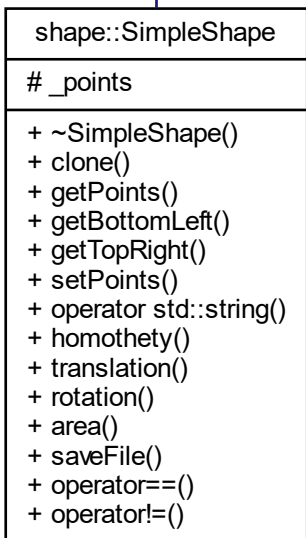 shape::SimpleShape
# _points
+ ~SimpleShape()
+ clone()
+ getPoints()
+ getBottomLeft()
+ getTopRight()
+ setPoints()
+ operator std::string()
+ homothety()
+ translation()
+ rotation()
+ area()
+ saveFile()
+ operator==()
+ operator!=()